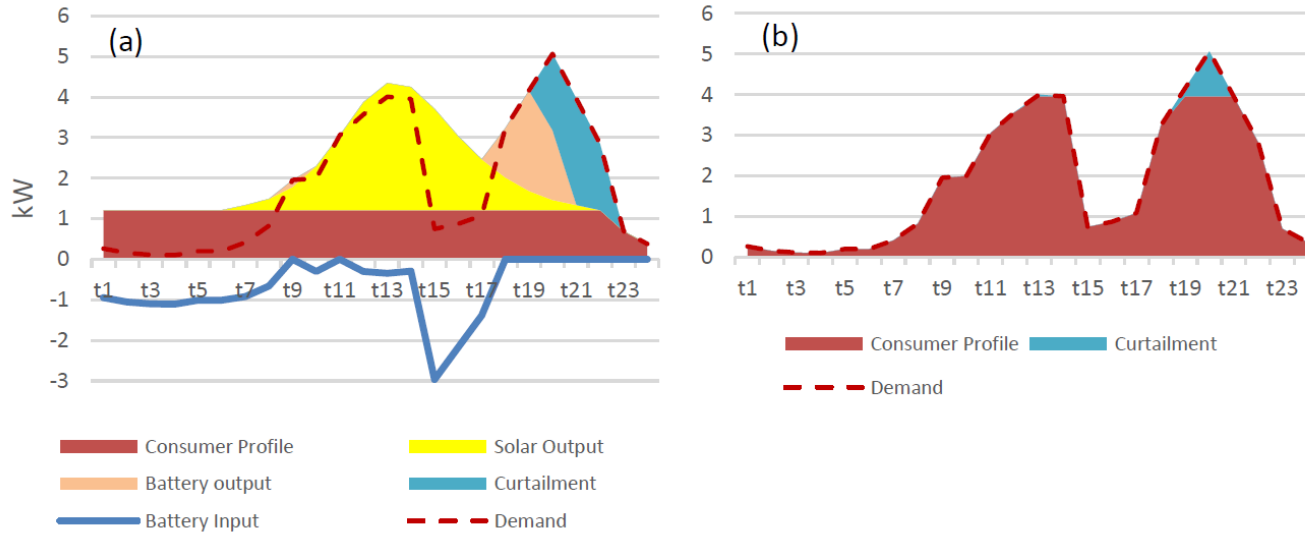 (a)
6
5
4
3
2
1
0
-1
-2
-3
kW
t1 t3 t5 t7 t9 t11 t13 t15 t17 t19 t21 t23
Consumer Profile Solar Output
Battery output Curtailment
Battery Input Demand
(b)
6
5
4
3
2
1
0
t1 t3 t5 t7 t9 t11 t13 t15 t17 t19 t21 t23
Consumer Profile Curtailment
Demand